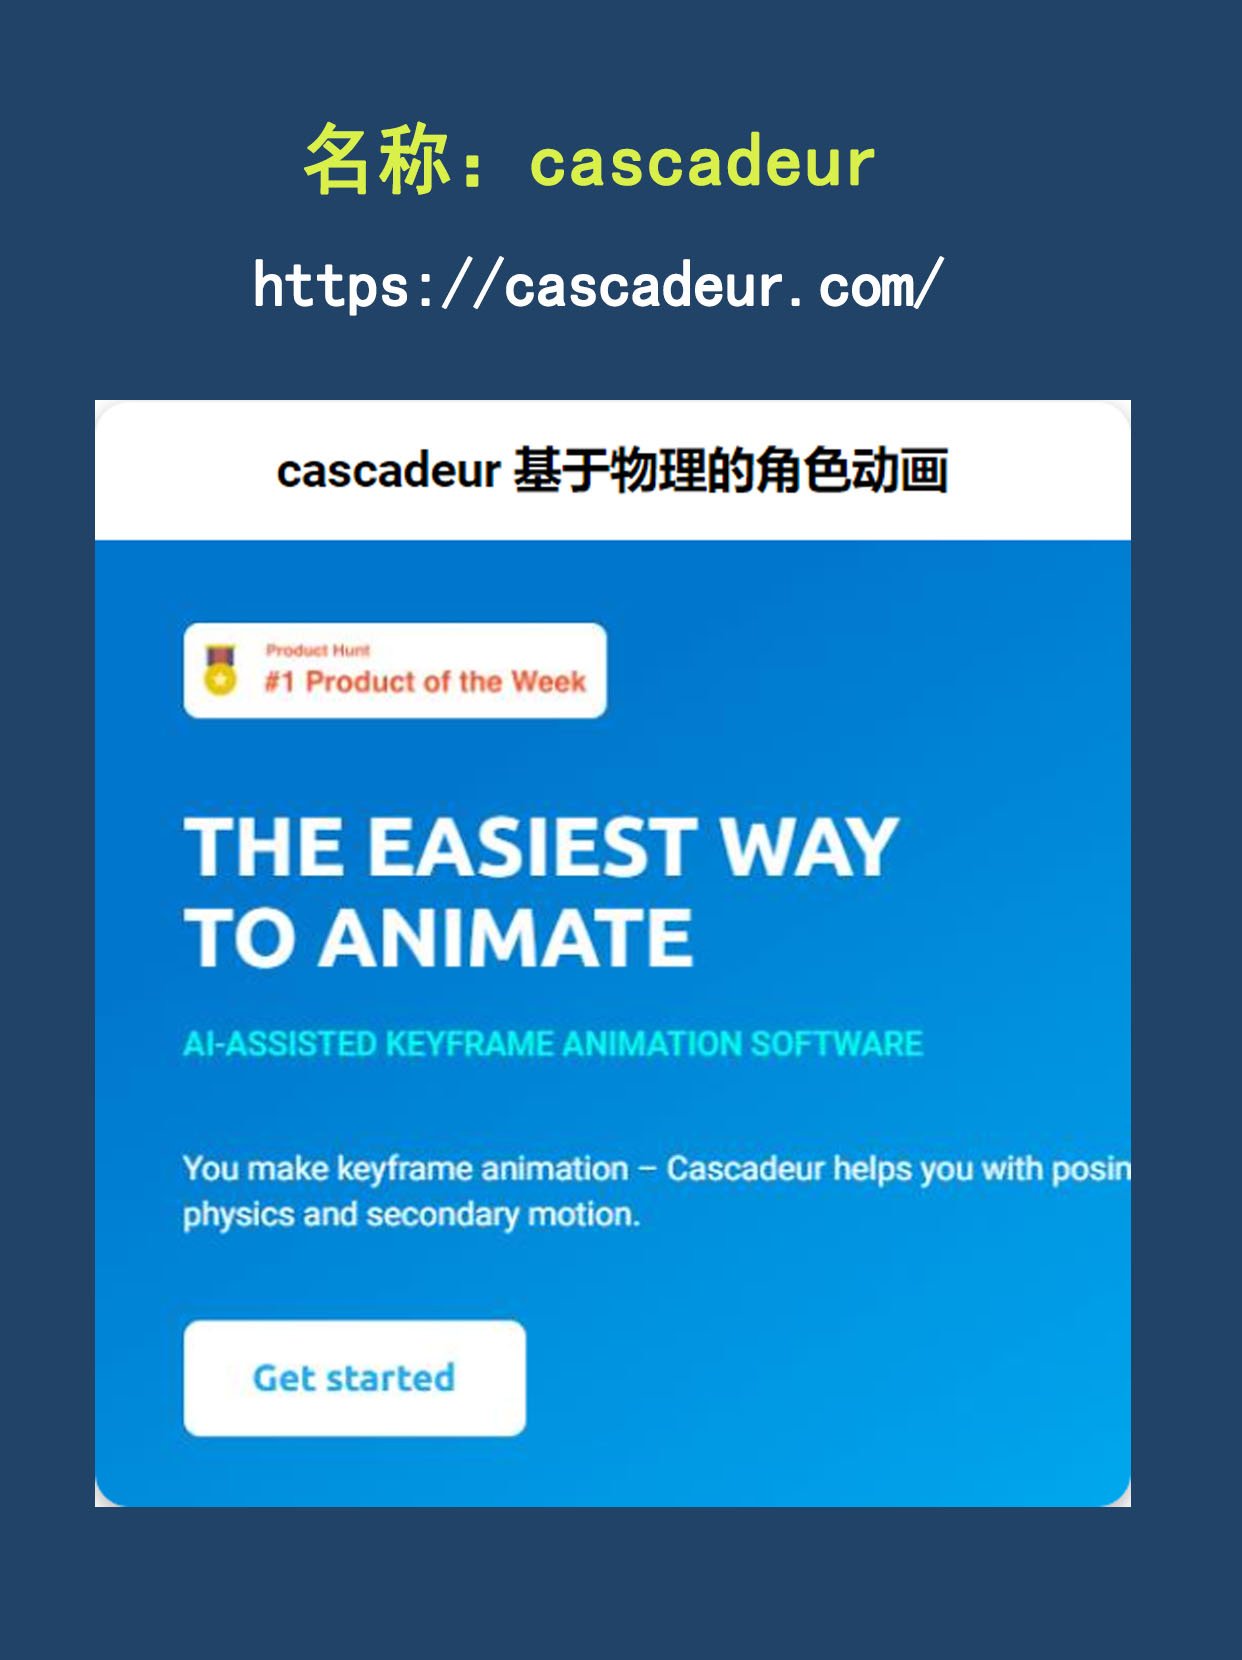 名称：cascadeur
https://cascadeur.com/
cascadeur 基于物理的角色动画
Product Hunt
#1 Product of the Week
THE EASIEST WAY
TO ANIMATE
AI-ASSISTED KEYFRAME ANIMATION SOFTWARE
You make keyframe animation – Cascadeur helps you with posin
physics and secondary motion.
Get started